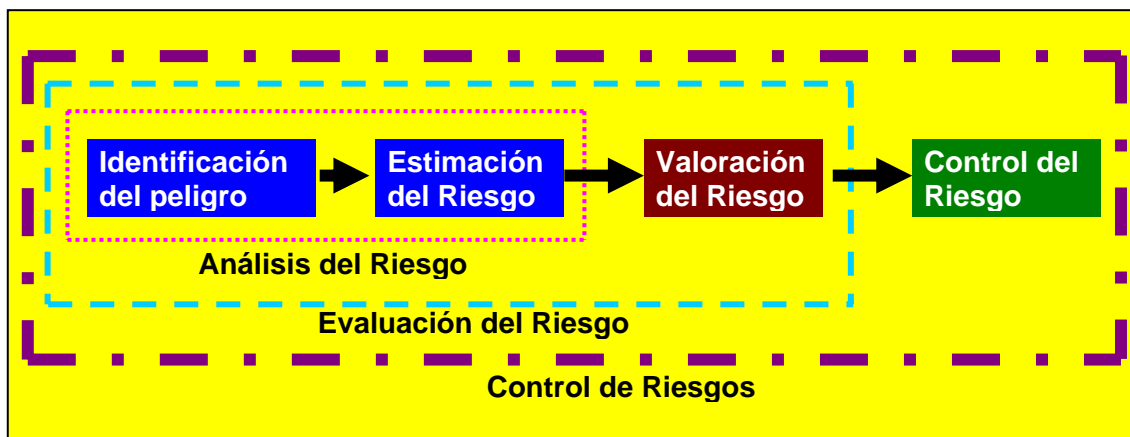 Identificación
del peligro
Estimación
del Riesgo
Valoración
del Riesgo
Control del
Riesgo
Análisis del Riesgo
Evaluación del Riesgo
Control de Riesgos